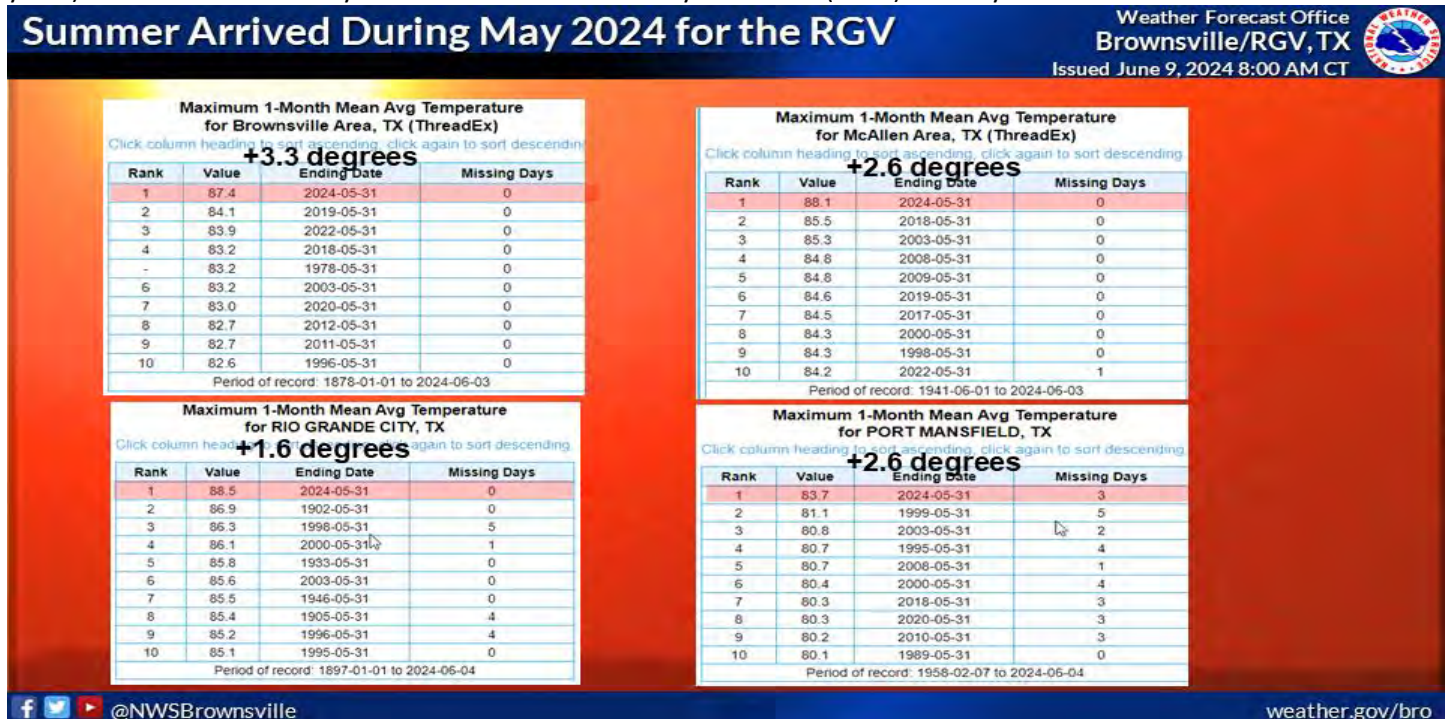 Summer Arrived During May 2024 for the RGV
Weather Forecast Office
Brownsville/RGV, TX
Issued June 9, 2024 8:00 AM CT
Maximum 1-Month Mean Avg Temperature
for Brownsville Area, TX (ThreadEx)
Click column heading to sort ascending, click again to sort descendin
+3.3 degrees
Rank Value Ending Date Missing Days
1 87.4 2024-05-31 0
2 84.1 2019-05-31 0
3 83.9 2022-05-31 0
4 83.2 2018-05-31 0
- 83.2 1978-05-31 0
6 83.2 2003-05-31 0
7 83.0 2020-05-31 0
8 82.7 2012-05-31 0
9 82.7 2011-05-31 0
10 82.6 1996-05-31 0
Period of record: 1878-01-01 to 2024-06-03
Maximum 1-Month Mean Avg Temperature
for McAllen Area, TX (ThreadEx)
Click column heading to sort ascending, click again to sort descending
+2.6 degrees
Rank Value Ending Date Missing Days
1 88.1 2024-05-31 0
2 85.5 2018-05-31 0
3 85.3 2003-05-31 0
4 84.8 2008-05-31 0
5 84.8 2009-05-31 0
6 84.6 2019-05-31 0
7 84.5 2017-05-31 0
8 84.3 2000-05-31 0
9 84.3 1998-05-31 0
10 84.2 2022-05-31 1
Period of record: 1941-06-01 to 2024-06-03
Maximum 1-Month Mean Avg Temperature
for RIO GRANDE CITY, TX
Click column heading again to sort descending
+1.6 degrees
Rank Value Ending Date Missing Days
1 88.5 2024-05-31 0
2 86.9 1902-05-31 0
3 86.3 1998-05-31 5
4 86.1 2000-05-31 1
5 85.8 1933-05-31 0
6 85.6 2003-05-31 0
7 85.5 1946-05-31 0
8 85.4 1905-05-31 4
9 85.2 1996-05-31 4
10 85.1 1995-05-31 0
Period of record: 1897-01-01 to 2024-06-04
Maximum 1-Month Mean Avg Temperature
for PORT MANSFIELD, TX
Click column heading to sort ascending, click again to sort descending
+2.6 degrees
Rank Value Ending Date Missing Days
1 83.7 2024-05-31 3
2 81.1 1999-05-31 5
3 80.8 2003-05-31 2
4 80.7 1995-05-31 4
5 80.7 2008-05-31 1
6 80.4 2000-05-31 4
7 80.3 2018-05-31 3
8 80.3 2020-05-31 3
9 80.2 2010-05-31 3
10 80.1 1989-05-31 0
Period of record: 1958-02-07 to 2024-06-04
@NWSBrownsville
weather.gov/bro